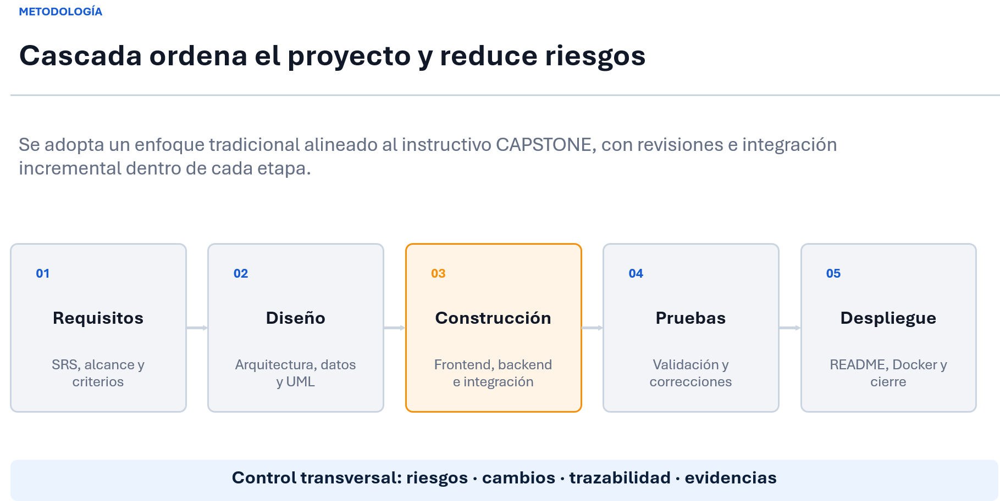 METODOLOGÍA
Cascada ordena el proyecto y reduce riesgos
Se adopta un enfoque tradicional alineado al instructivo CAPSTONE, con revisiones e integración
incremental dentro de cada etapa.
01
Requisitos
SRS, alcance y
criterios
02
Diseño
Arquitectura, datos
y UML
03
Construcción
Frontend, backend
e integración
04
Pruebas
Validación y
correcciones
05
Despliegue
README, Docker y
cierre
Control transversal: riesgos · cambios · trazabilidad · evidencias